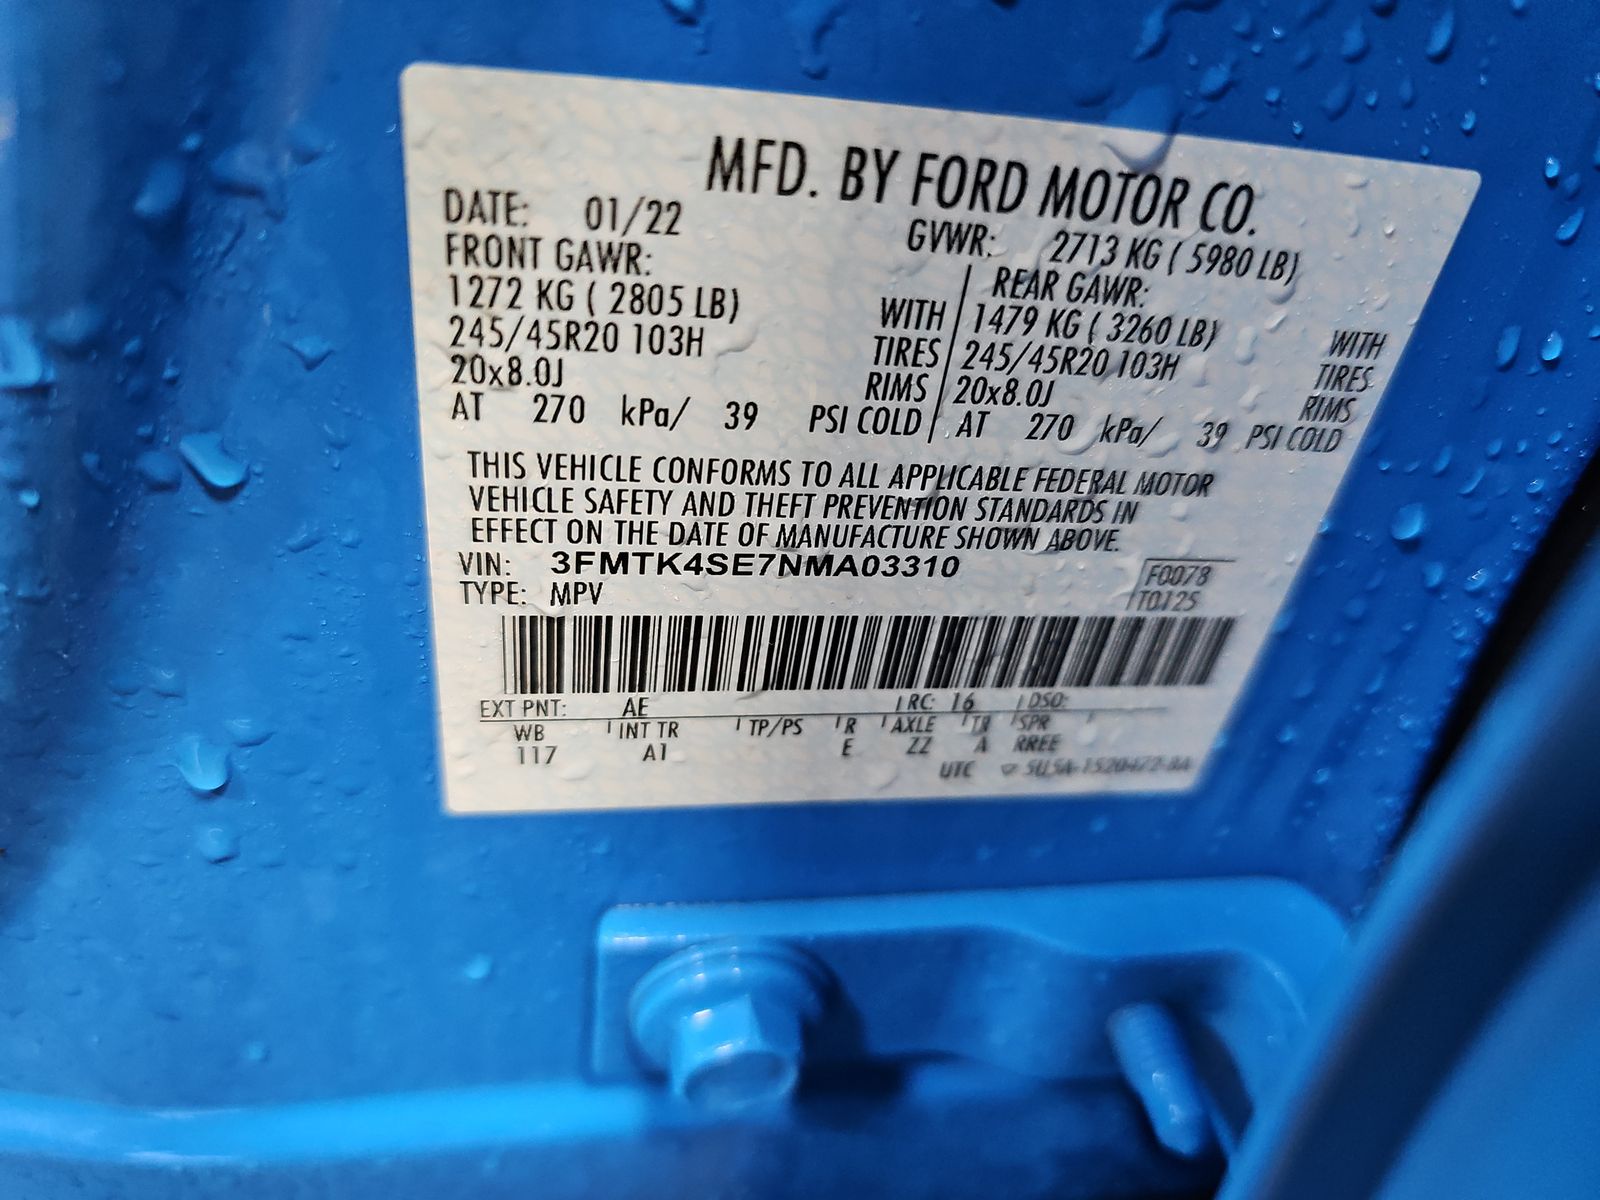 MFD. BY FORD MOTOR CO.
DATE: 01/22 GVWR: 2713 KG ( 5980 LB)
FRONT GAWR: REAR GAWR:
1272 KG ( 2805 LB) WITH 1479 KG ( 3260 LB) WITH
245/45R20 103H TIRES 245/45R20 103H TIRES
20x8.0J RIMS 20x8.0J RIMS
AT 270 kPa/ 39 PSI COLD AT 270 kPa/ 39 PSI COLD
THIS VEHICLE CONFORMS TO ALL APPLICABLE FEDERAL MOTOR
VEHICLE SAFETY AND THEFT PREVENTION STANDARDS IN
EFFECT ON THE DATE OF MANUFACTURE SHOWN ABOVE.
VIN: 3FMTK4SE7NMA03310
F0078
TYPE: MPV
T0125
EXT PNT: AE RC: 16 DSO:
WB INT TR TP/PS R AXLE TR SPR
117 A1 E ZZ A RREE
UTC